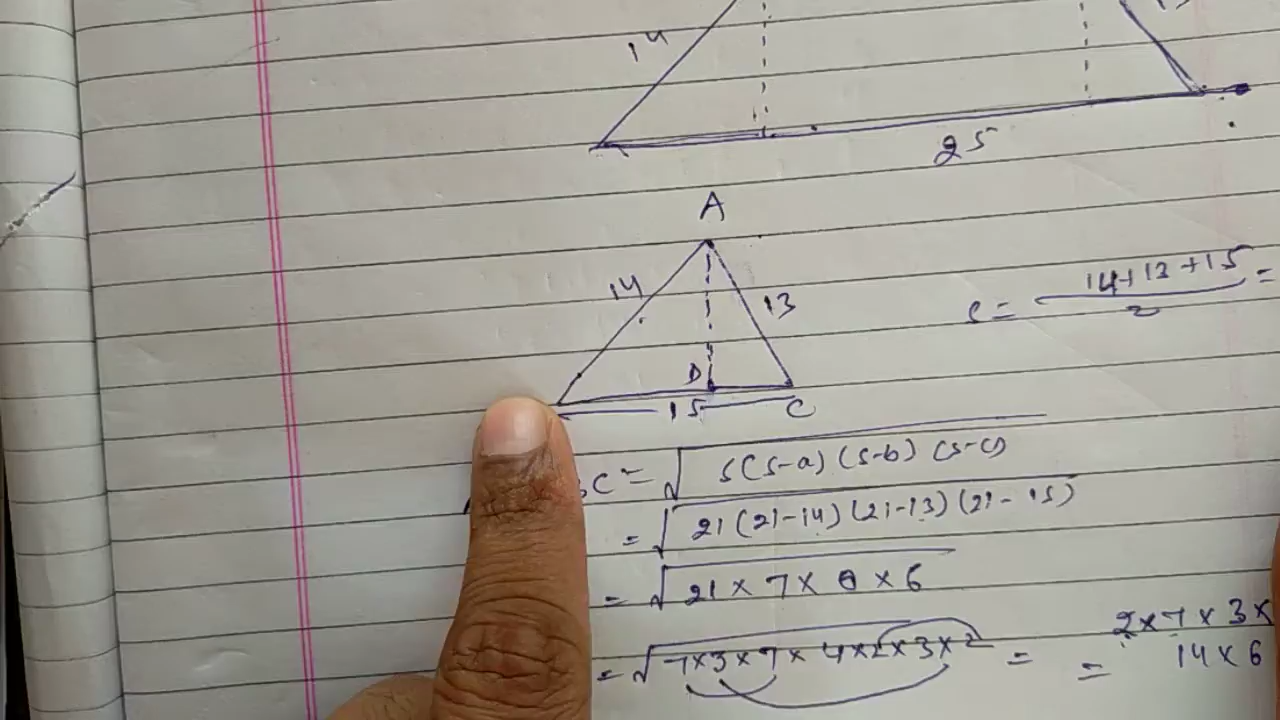 14
25
A
14
13
S = 14+13+15 / 2 =
D
15 C
BC = √ S(S-a) (S-b) (S-c)
= √ 21 (21-14) (21-13) (21-15)
= √ 21 × 7 × 8 × 6
= √ 7×3×7× 4×2×3×2 = = 2×7×3×
14×6